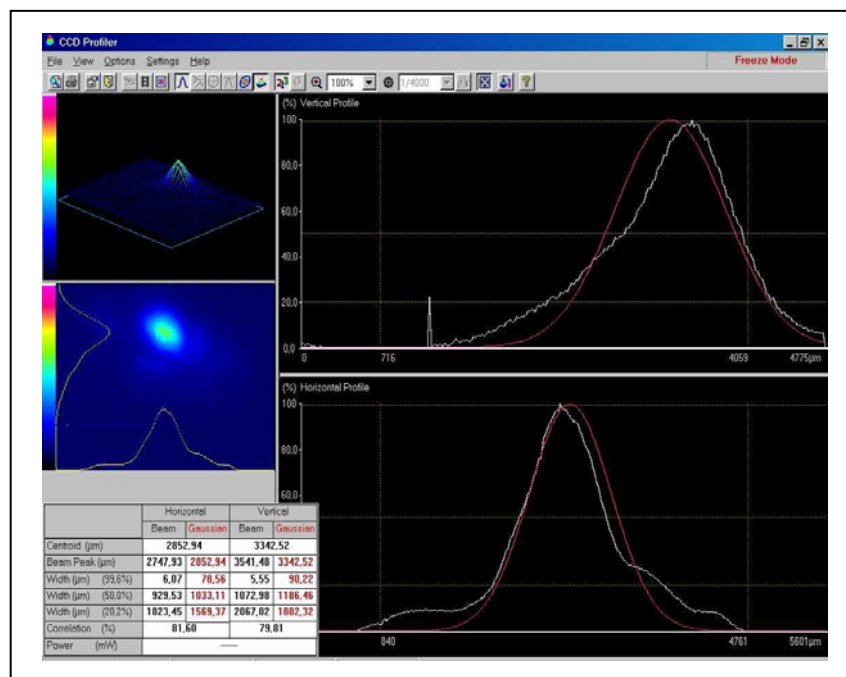 CCD Profiler
File View Options Settings Help
Freeze Mode
100% 1/4000
(%) Vertical Profile
100
80,0
60,0
40,0
20,0
0,0
0 716 4059 4775µm
(%) Horizontal Profile
100
80,0
60,0
840 4761 5601µm
Horizontal Vertical
Beam Gaussian Beam Gaussian
Centroid (µm) 2852,94 3342,52
Beam Peak (µm) 2747,93 2852,94 3541,48 3342,52
Width (µm) (99,6%) 6,07 78,56 5,55 90,22
Width (µm) (50,0%) 929,53 1033,11 1072,98 1186,46
Width (µm) (20,2%) 1823,45 1569,37 2067,02 1802,32
Correlation (%) 81,60 79,81
Power (mW) ----